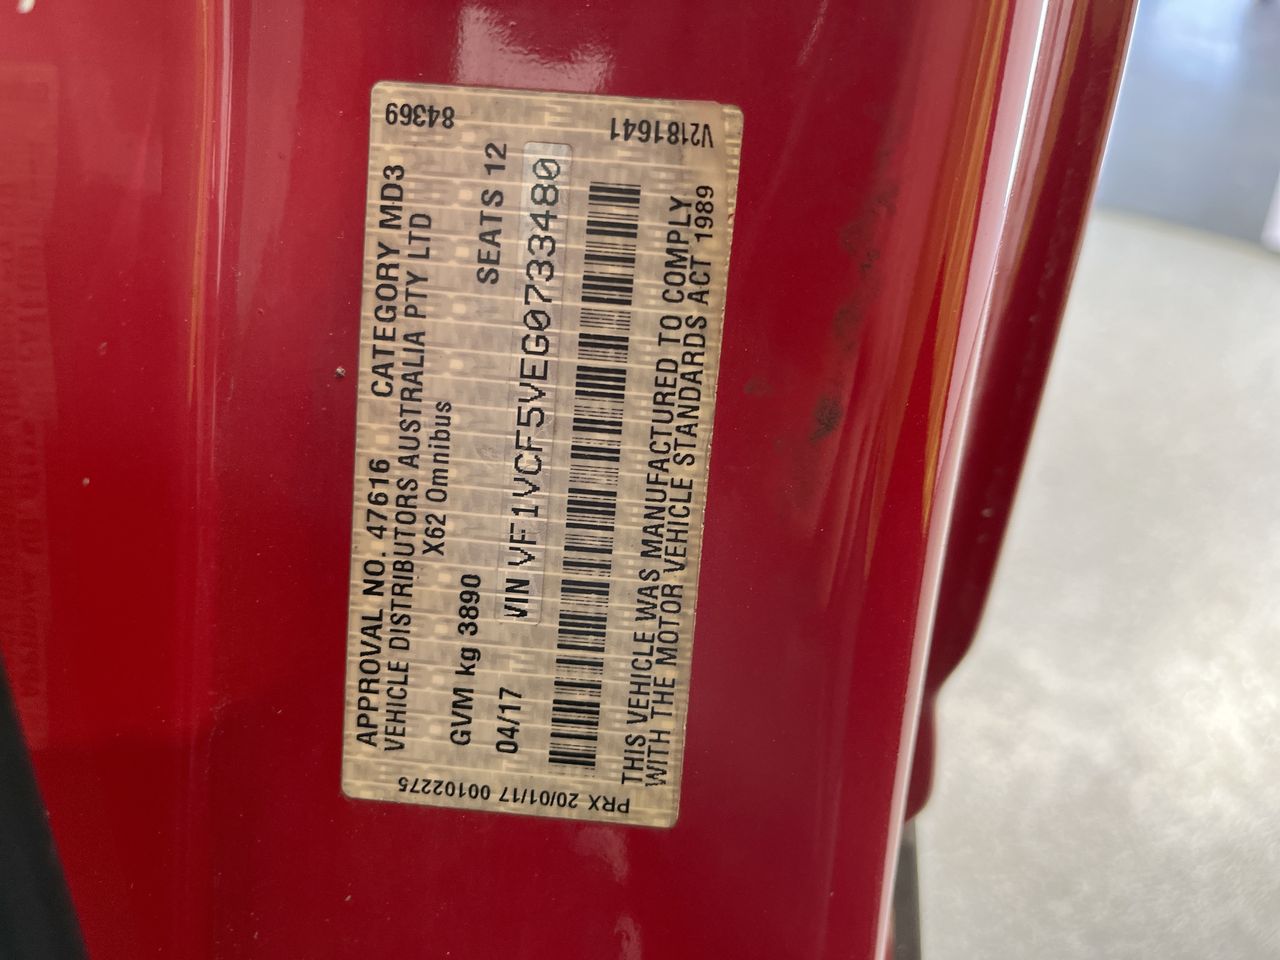 APPROVAL NO. 47616 CATEGORY MD3
VEHICLE DISTRIBUTORS AUSTRALIA PTY LTD
X62 Omnibus
GVM kg 3890 SEATS 12
04/17 VIN VF1VCF5VEG0733480
THIS VEHICLE WAS MANUFACTURED TO COMPLY
WITH THE MOTOR VEHICLE STANDARDS ACT 1989
PRX 20/01/17 00102275
84369
V2181641